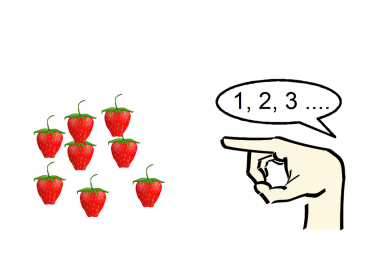 1, 2, 3 ....